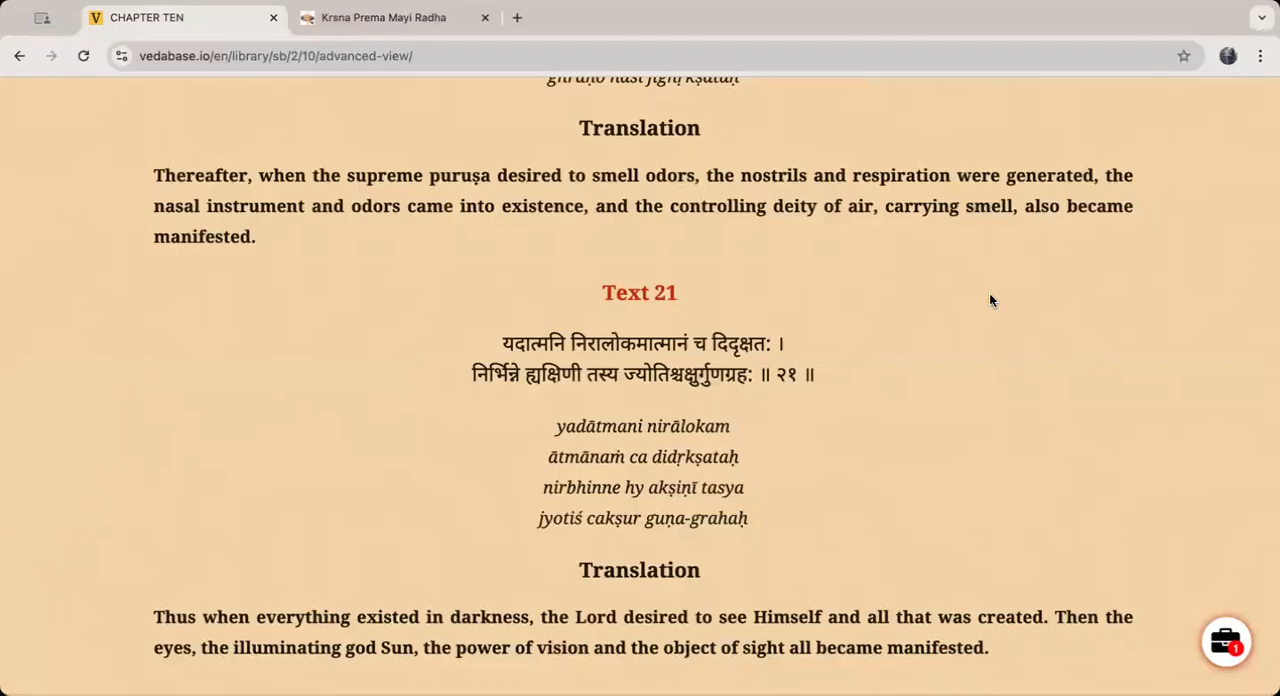 CHAPTER TEN
Krsna Prema Mayi Radha
vedabase.io/en/library/sb/2/10/advanced-view/
ghrāṇo nasi jighṛkṣataḥ
Translation
Thereafter, when the supreme puruṣa desired to smell odors, the nostrils and respiration were generated, the
nasal instrument and odors came into existence, and the controlling deity of air, carrying smell, also became
manifested.
Text 21
यदात्मनि निरालोकमात्मानं च दिद‍ृक्षत: ।
निर्भिन्ने ह्यक्षिणी तस्य ज्योतिश्चक्षुर्गुणग्रह: ॥ २१ ॥
yadātmani nirālokam
ātmānaṁ ca didṛkṣataḥ
nirbhinne hy akṣiṇī tasya
jyotiś cakṣur guṇa-grahaḥ
Translation
Thus when everything existed in darkness, the Lord desired to see Himself and all that was created. Then the
eyes, the illuminating god Sun, the power of vision and the object of sight all became manifested.
1